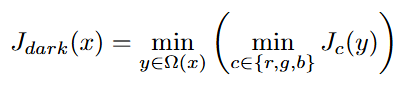 J_{dark}(x) = \min_{y \in \Omega(x)} \left( \min_{c \in \{r,g,b\}} J_c(y) \right)